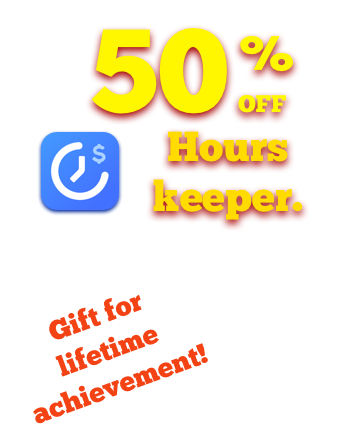 50 %
OFF
$
Hours
keeper.
Gift for
lifetime
achievement!